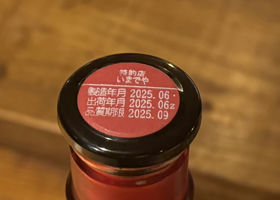 特約店
いまでや
製造年月 2025.06.
出荷年月 2025.06z
品質期限 2025.09